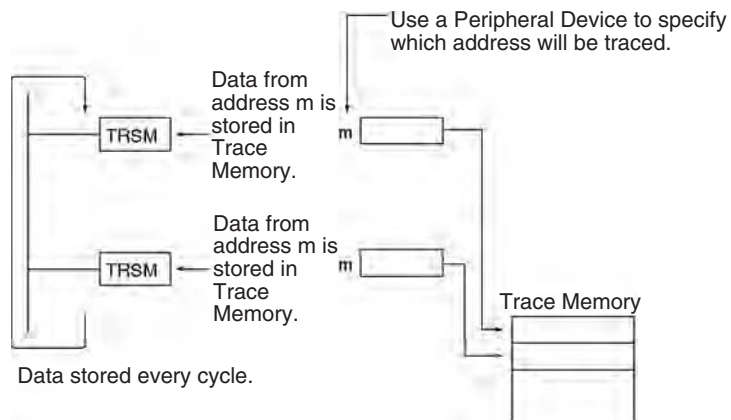 Use a Peripheral Device to specify
which address will be traced.
Data from
address m is
stored in
Trace
Memory.
TRSM
m
Data from
address m is
stored in
Trace
Memory.
TRSM
m
Trace Memory
Data stored every cycle.